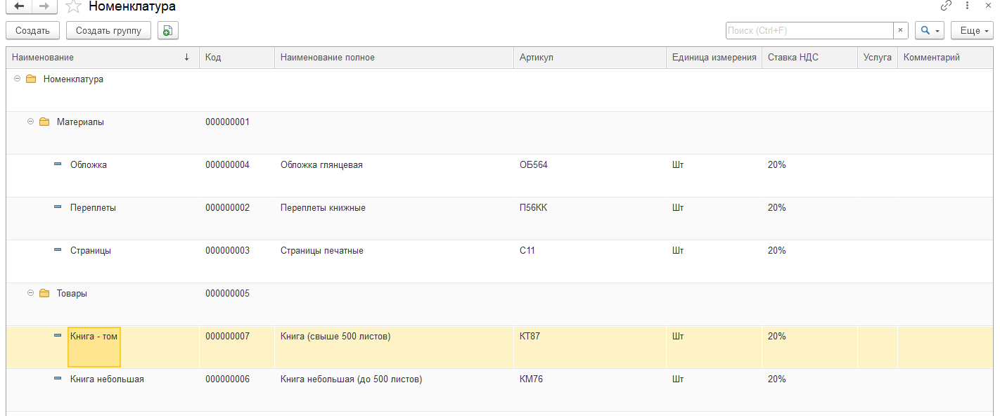 Номенклатура
Создать Создать группу Поиск (Ctrl+F) × Еще
Наименование ↓ Код Наименование полное Артикул Единица измерения Ставка НДС Услуга Комментарий
Номенклатура
Материалы 000000001
Обложка 000000004 Обложка глянцевая ОБ564 Шт 20%
Переплеты 000000002 Переплеты книжные П56КК Шт 20%
Страницы 000000003 Страницы печатные С11 Шт 20%
Товары 000000005
Книга - том 000000007 Книга (свыше 500 листов) КТ87 Шт 20%
Книга небольшая 000000006 Книга небольшая (до 500 листов) КМ76 Шт 20%